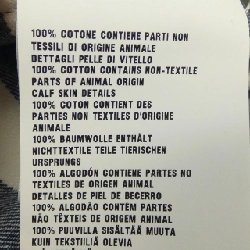 100% COTONE CONTIENE PARTI NON
TESSILI DI ORIGINE ANIMALE
DETTAGLI PELLE DI VITELLO
100% COTTON CONTAINS NON-TEXTILE
PARTS OF ANIMAL ORIGIN
CALF SKIN DETAILS
100% COTON CONTIENT DES
PARTIES NON TEXTILES D'ORIGINE
ANIMALE
100% BAUMWOLLE ENTHÄLT
NICHTTEXTILE TEILE TIERISCHEN
URSPRUNGS
100% ALGODÓN CONTIENE PARTES NO
TEXTILES DE ORIGEN ANIMAL
DETALLES DE PIEL DE BECERRO
100% ALGODÃO CONTÉM PARTES
NÃO TÊXTEIS DE ORIGEM ANIMAL
100% PUUVILLA SISÄLTÄÄ MUUTA
KUIN TEKSTIILIÄ OLEVIA